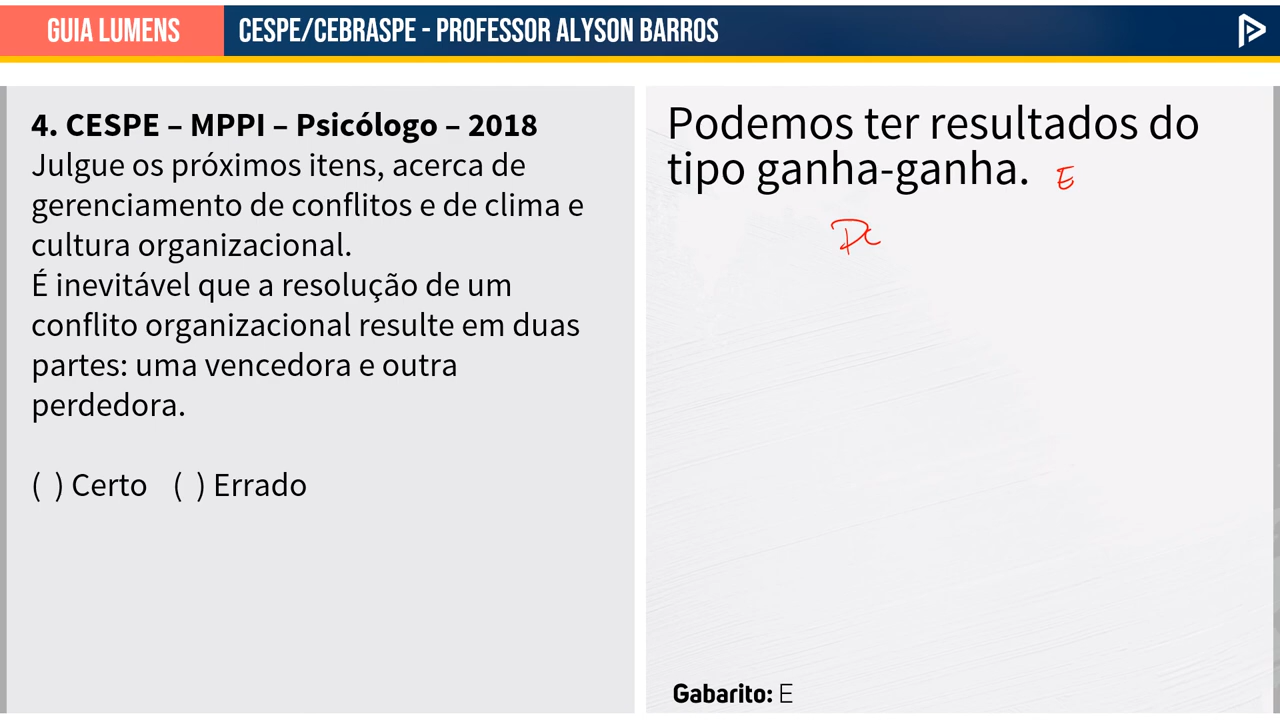 GUIA LUMENS
CESPE/CEBRASPE - PROFESSOR ALYSON BARROS
4. CESPE – MPPI – Psicólogo – 2018
Julgue os próximos itens, acerca de
gerenciamento de conflitos e de clima e
cultura organizacional.
É inevitável que a resolução de um
conflito organizacional resulte em duas
partes: uma vencedora e outra
perdedora.
( ) Certo ( ) Errado
Podemos ter resultados do
tipo ganha-ganha. E
Gabarito: E